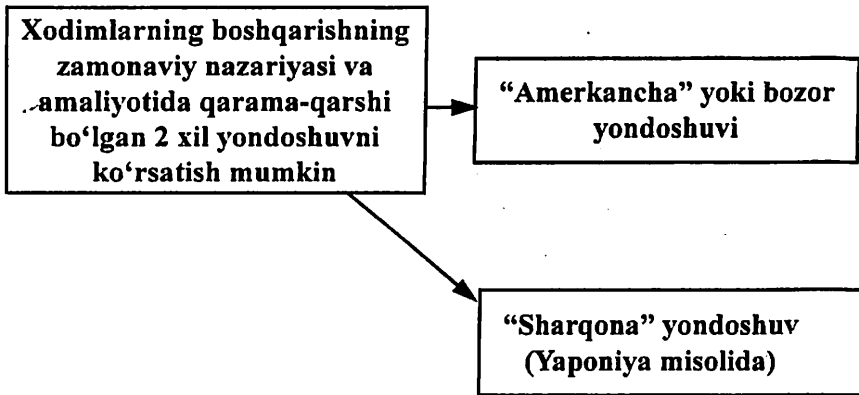 Xodimlarning boshqarishning
zamonaviy nazariyasi va
amaliyotida qarama-qarshi
bo‘lgan 2 xil yondoshuvni
ko‘rsatish mumkin
“Amerkancha” yoki bozor
yondoshuvi
“Sharqona” yondoshuv
(Yaponiya misolida)